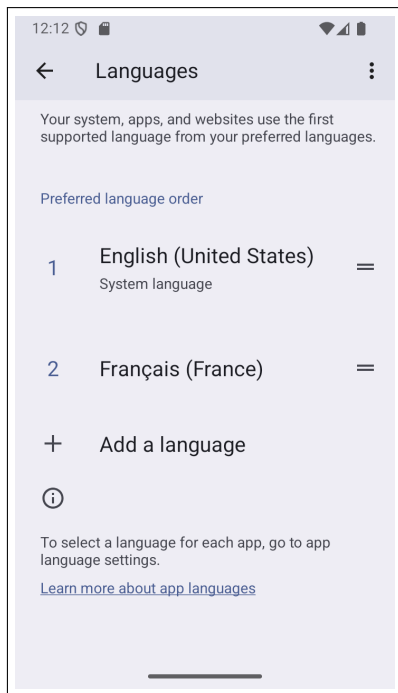 12:12
Languages
Your system, apps, and websites use the first
supported language from your preferred languages.
Preferred language order
1 English (United States)
System language
2 Français (France)
+ Add a language
To select a language for each app, go to app
language settings.
Learn more about app languages